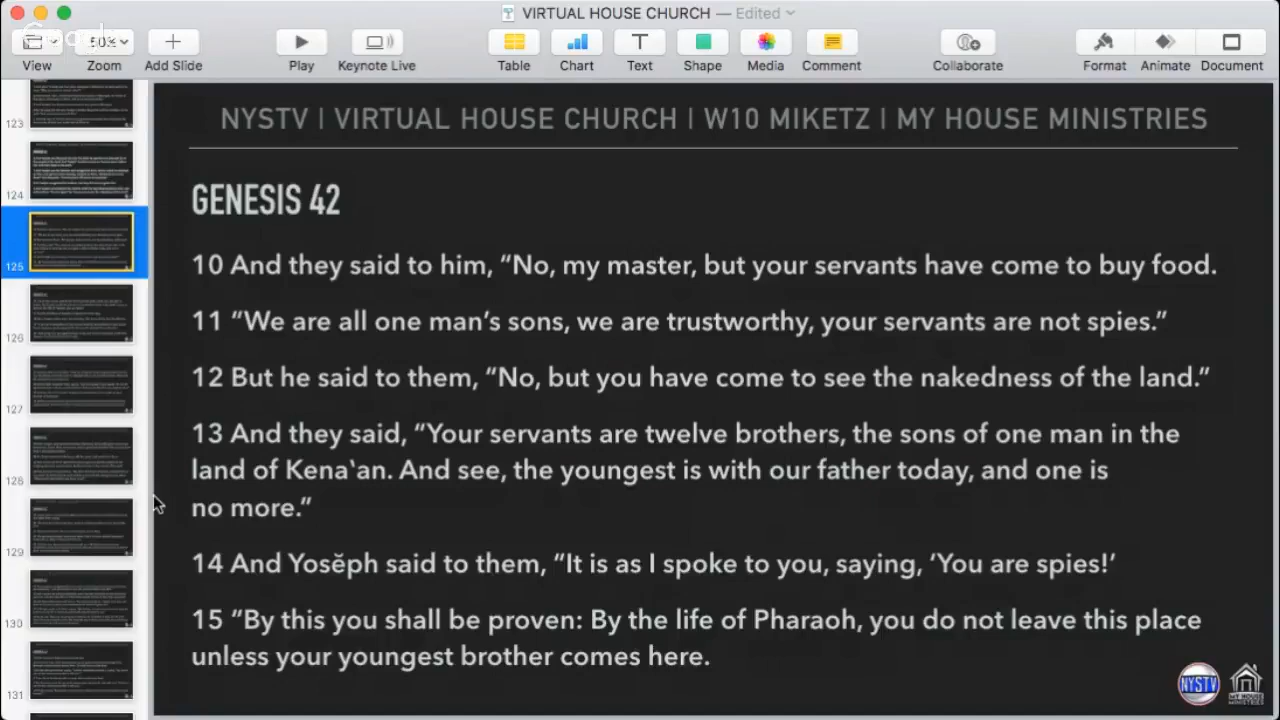 VIRTUAL HOUSE CHURCH — Edited
View Zoom Add Slide Play Keynote Live Table Chart Text Shape Media Comment Collaborate Format Animate Document
NYSTV VIRTUAL HOUSE CHURCH | HOUSE MINISTRIES
GENESIS 42
10 And they said to him, “No, my master, but your servants have come to buy food.
11 “We are all one man’s sons, we are trustworthy, your servants are not spies.”
12 But he said to them, “No, but you have come to see the nakedness of the land.”
13 And they said, “Your servants are twelve brothers, the sons of one man in the
land of Kenaʽan. And see, the youngest is with our father today, and one is
no more.”
14 And Yosĕph said to them, “It is as I spoke to you, saying, ‘You are spies!’
15 By this you shall be proven: By the life of Pharaoh, you do not leave this place
unless your youngest brother comes here.
123
124
125
126
127
128
129
130
131
NYSTV
MY HOUSE
MINISTRIES